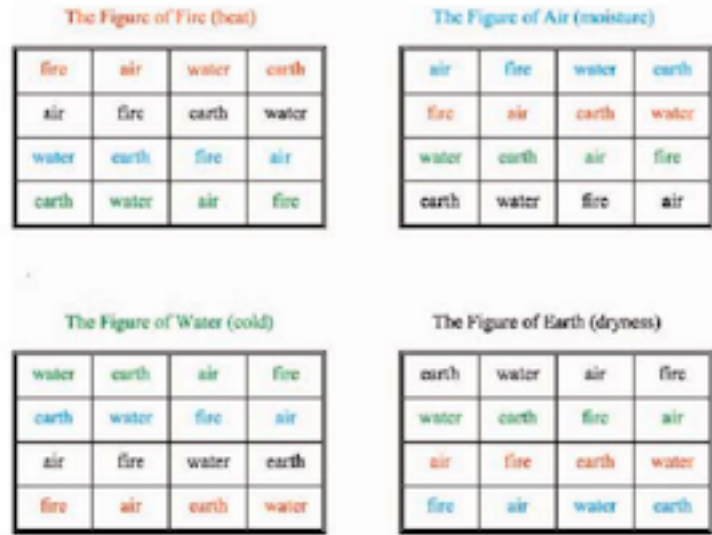 The Figure of Fire (heat)
fire air water earth
air fire earth water
water earth fire air
earth water air fire
The Figure of Air (moisture)
air fire water earth
fire air earth water
water earth air fire
earth water fire air
The Figure of Water (cold)
water earth air fire
earth water fire air
air fire water earth
fire air earth water
The Figure of Earth (dryness)
earth water air fire
water earth fire air
air fire earth water
fire air water earth